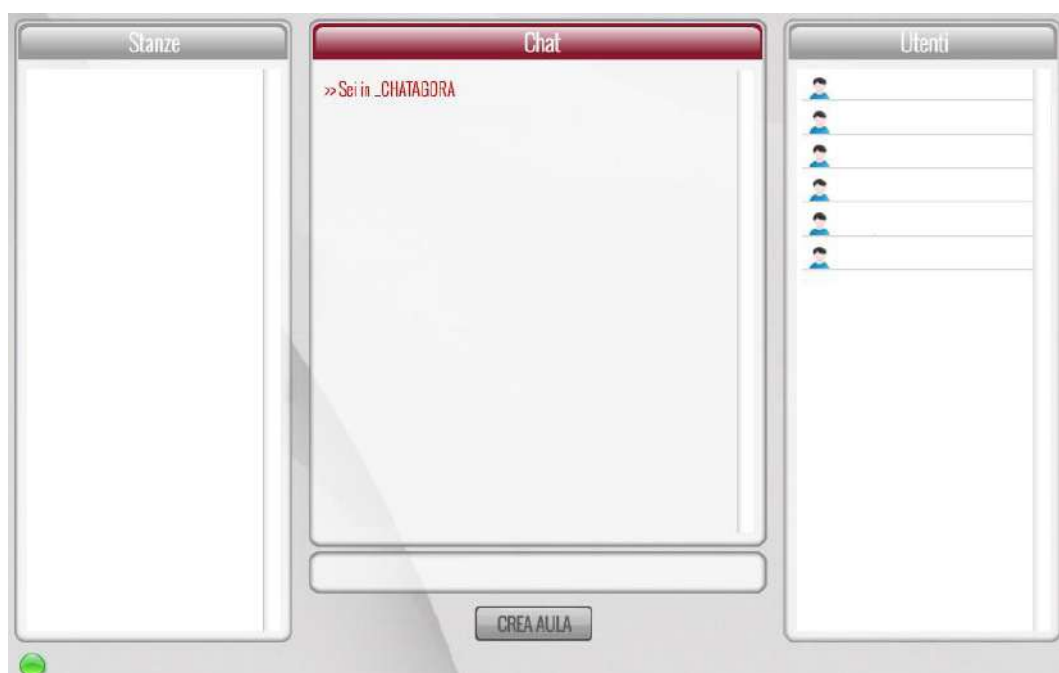 Stanze
Chat
Utenti
>> Sei in _CHATAGORA
CREA AULA